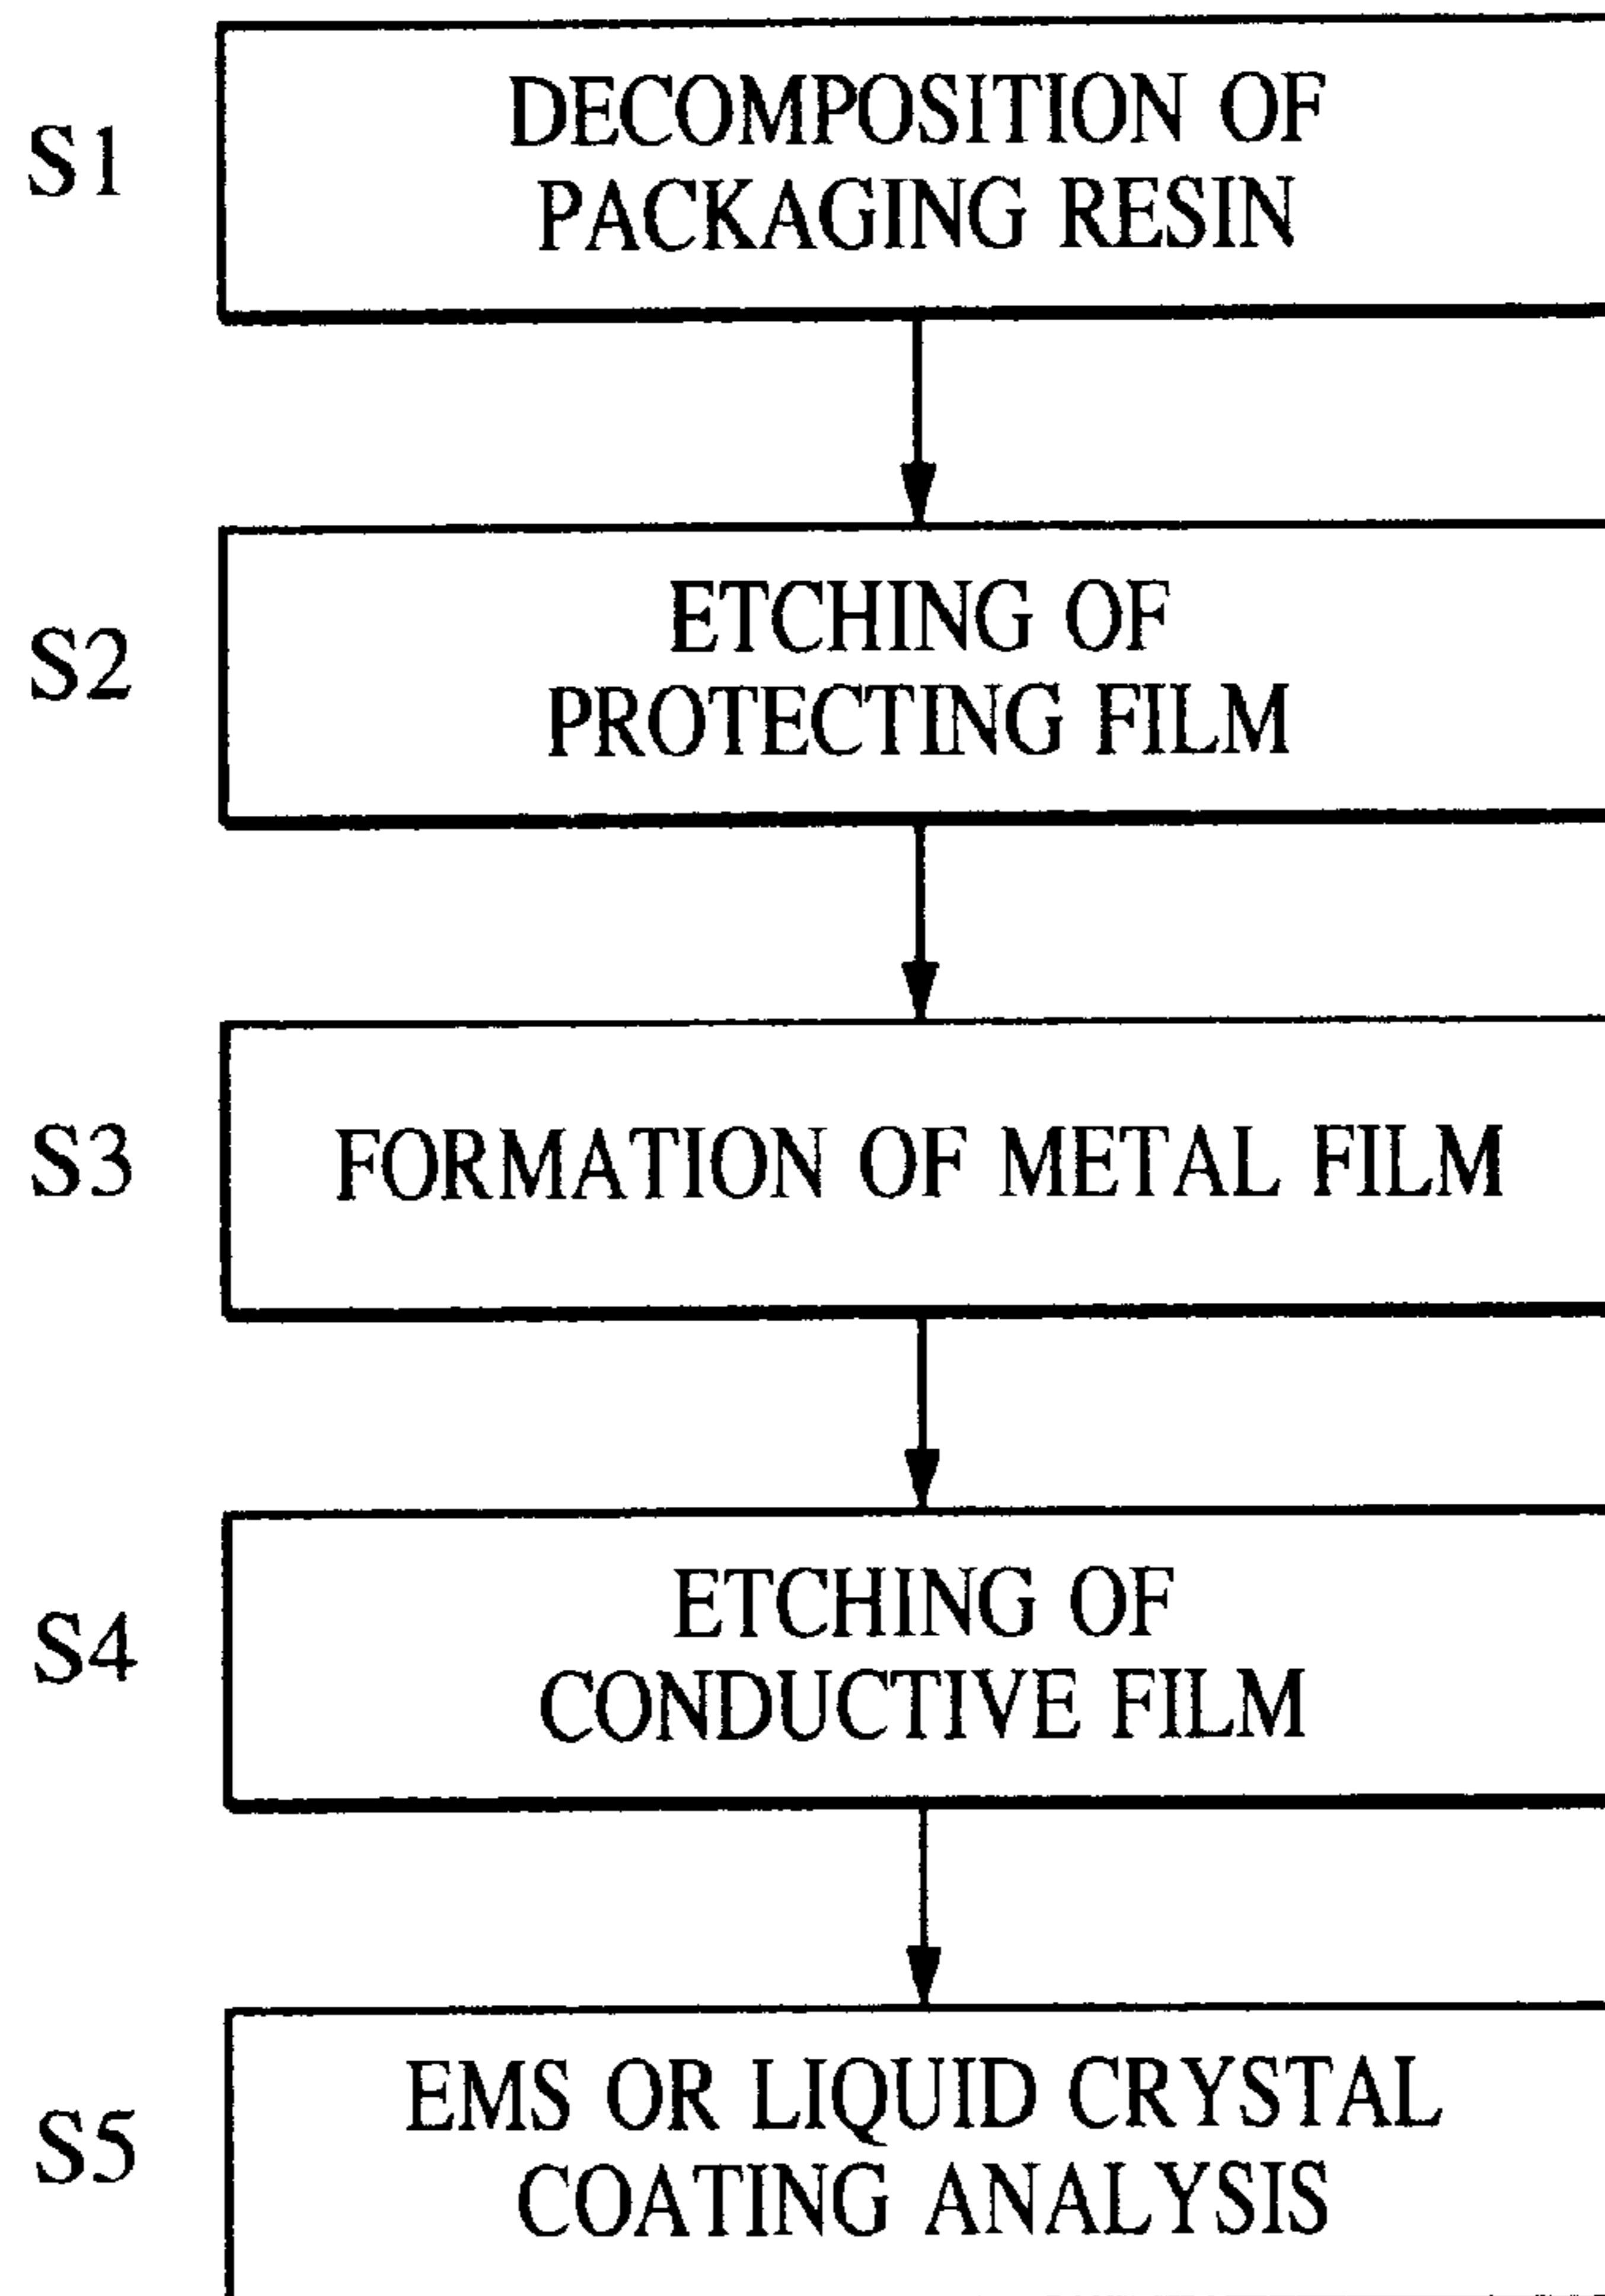 S1
DECOMPOSITION OF
PACKAGING RESIN
S2
ETCHING OF
PROTECTING FILM
S3
FORMATION OF METAL FILM
S4
ETCHING OF
CONDUCTIVE FILM
S5
EMS OR LIQUID CRYSTAL
COATING ANALYSIS